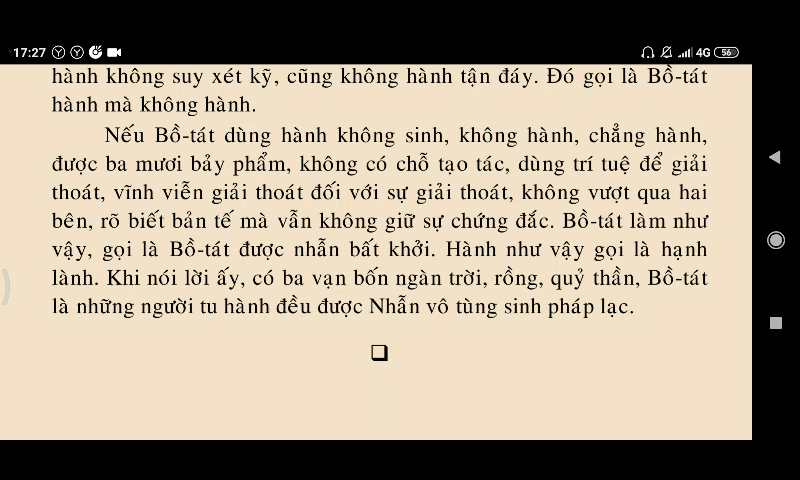 17:27 4G 56
hành không suy xét kỹ, cũng không hành tận đáy. Đó gọi là Bồ-tát
hành mà không hành.
Nếu Bồ-tát dùng hành không sinh, không hành, chẳng hành,
được ba mươi bảy phẩm, không có chỗ tạo tác, dùng trí tuệ để giải
thoát, vĩnh viễn giải thoát đối với sự giải thoát, không vượt qua hai
bên, rõ biết bản tế mà vẫn không giữ sự chứng đắc. Bồ-tát làm như
vậy, gọi là Bồ-tát được nhẫn bất khởi. Hành như vậy gọi là hạnh
lành. Khi nói lời ấy, có ba vạn bốn ngàn trời, rồng, quỷ thần, Bồ-tát
là những người tu hành đều được Nhẫn vô tùng sinh pháp lạc.